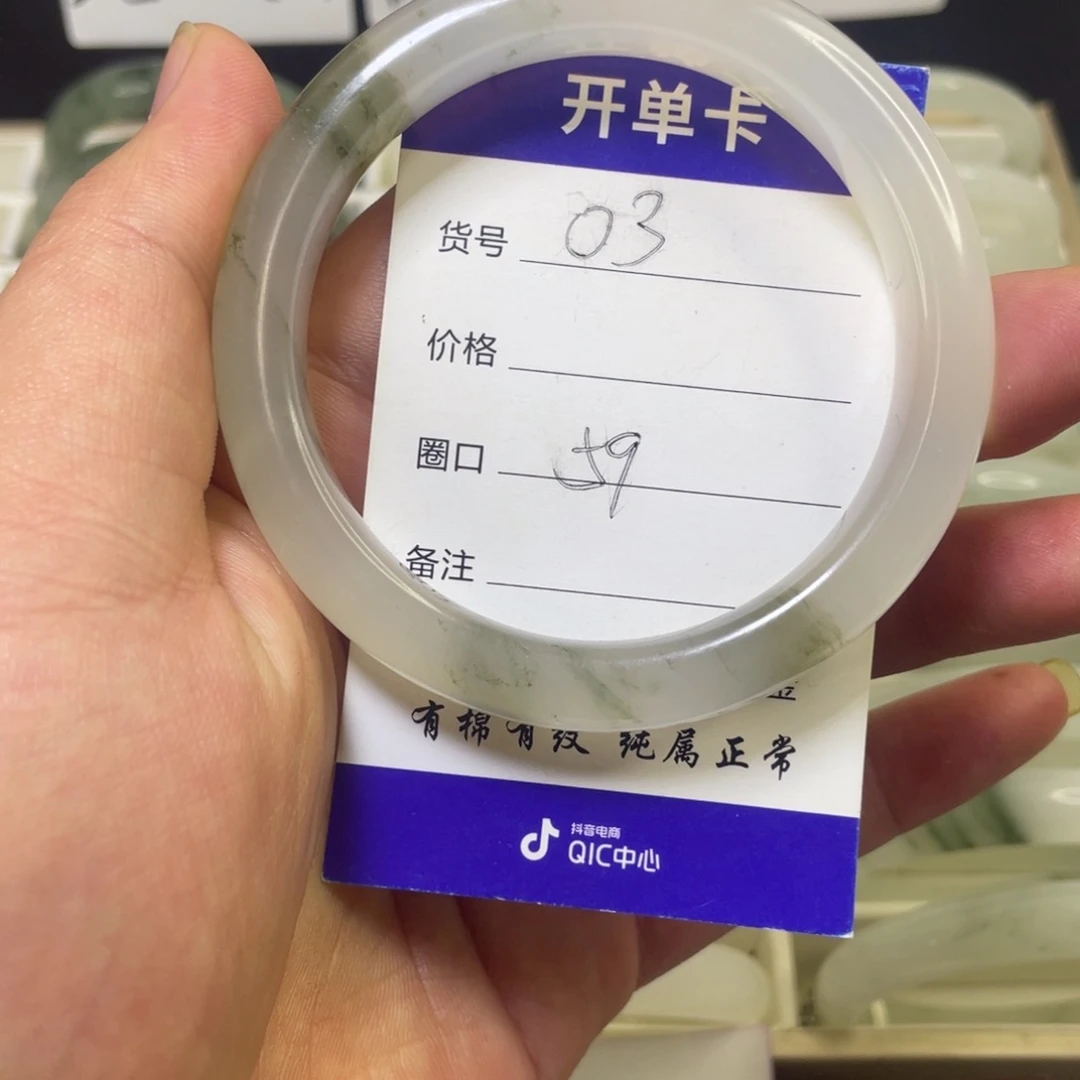 开单卡
货号 03
价格
圈口 59
备注
有棉有纹 纯属正常
抖音电商
QIC中心